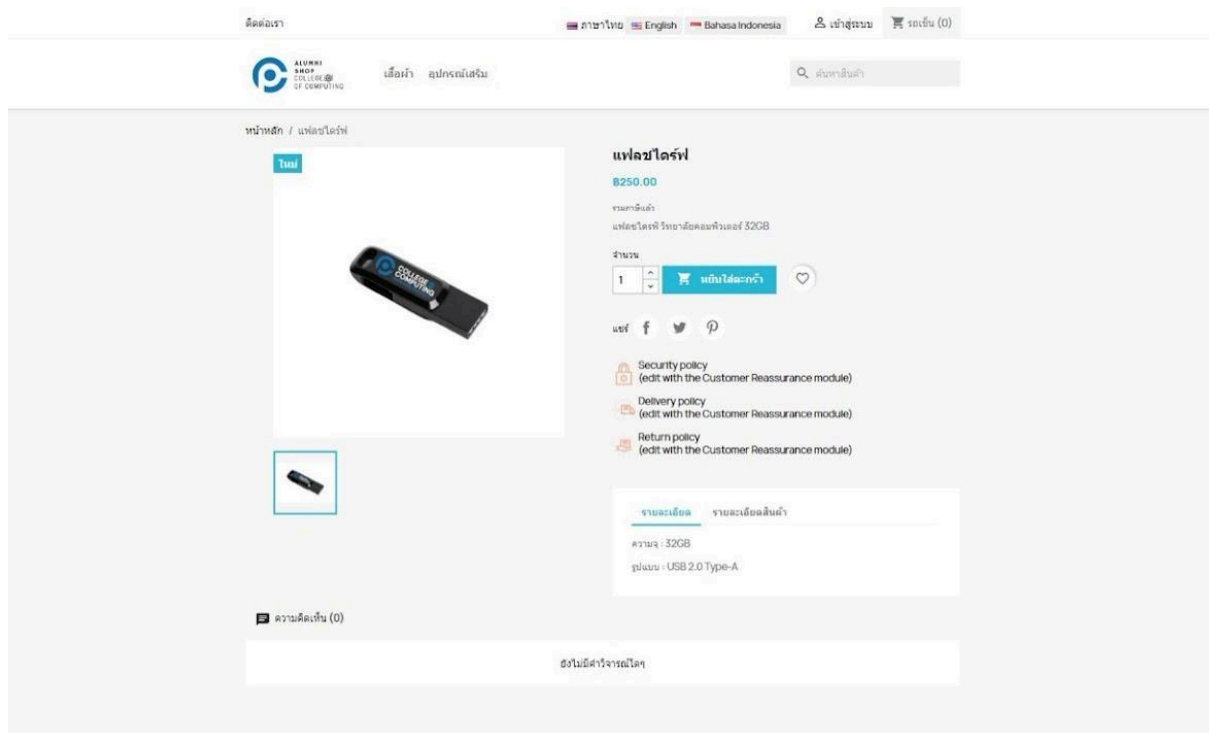 ติดต่อเรา
ภาษาไทย English Bahasa Indonesia
เข้าสู่ระบบ
รถเข็น (0)
ALUMNI
SHOP
COLLEGE
OF COMPUTING
เสื้อผ้า อุปกรณ์เสริม
ค้นหาสินค้า
หน้าหลัก / แฟลชไดร์ฟ
ใหม่
COLLEGE
COMPUTING
แฟลชไดร์ฟ
฿250.00
รวมภาษีแล้ว
แฟลชไดรฟ์ วิทยาลัยคอมพิวเตอร์ 32GB
จำนวน
1
หยิบใส่ตะกร้า
แชร์
Security policy
(edit with the Customer Reassurance module)
Delivery policy
(edit with the Customer Reassurance module)
Return policy
(edit with the Customer Reassurance module)
รายละเอียด รายละเอียดสินค้า
ความจุ : 32GB
รูปแบบ : USB 2.0 Type-A
ความคิดเห็น (0)
ยังไม่มีคำวิจารณ์ใดๆ